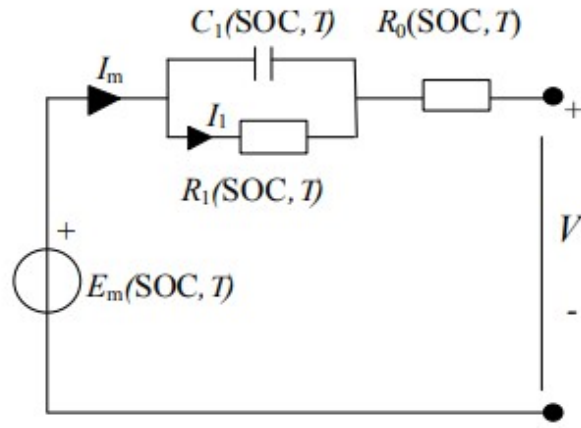 C₁(SOC, T)
R₀(SOC, T)
Iₘ
+
I₁
R₁(SOC, T)
+
V
Eₘ(SOC, T)
-